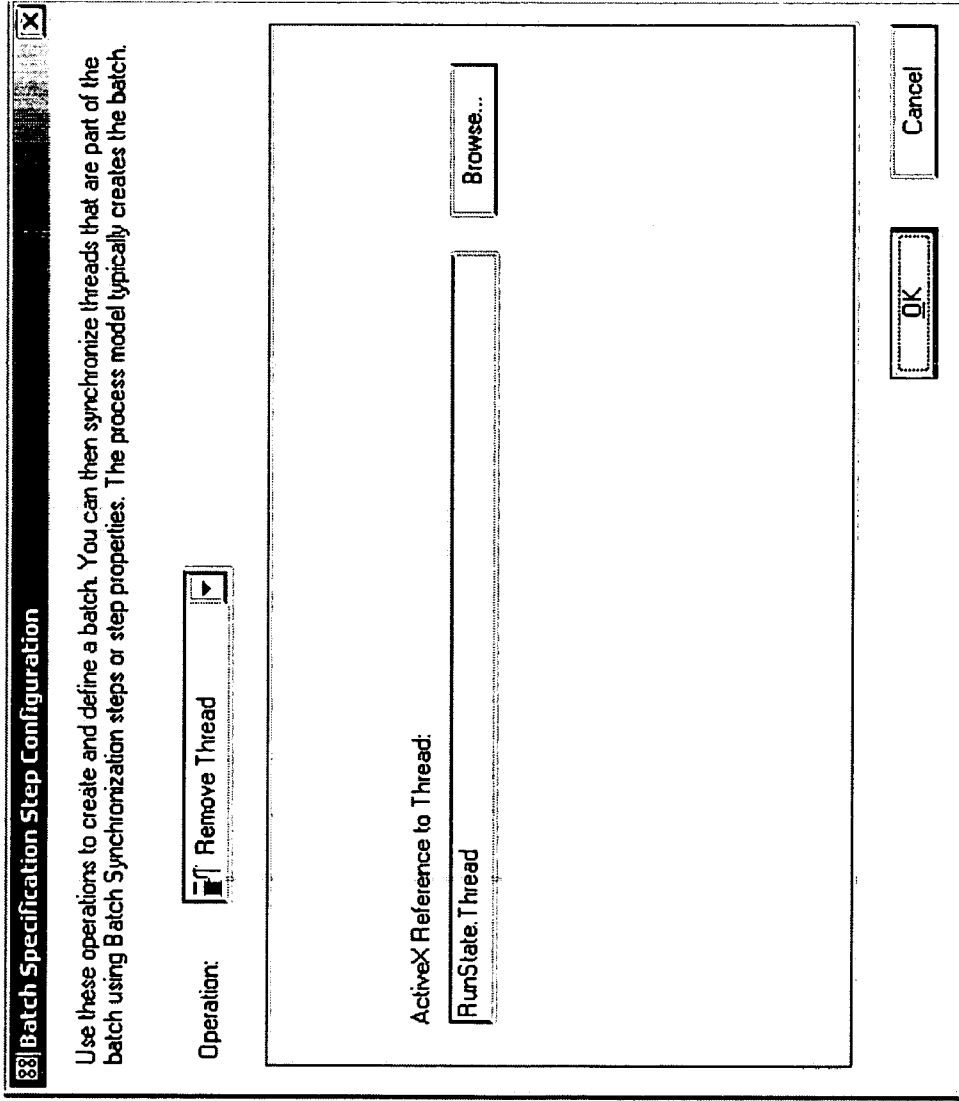 Batch Specification Step Configuration
Use these operations to create and define a batch. You can then synchronize threads that are part of the
batch using Batch Synchronization steps or step properties. The process model typically creates the batch.
Operation:
Remove Thread
ActiveX Reference to Thread:
RunState.Thread
Browse...
OK
Cancel